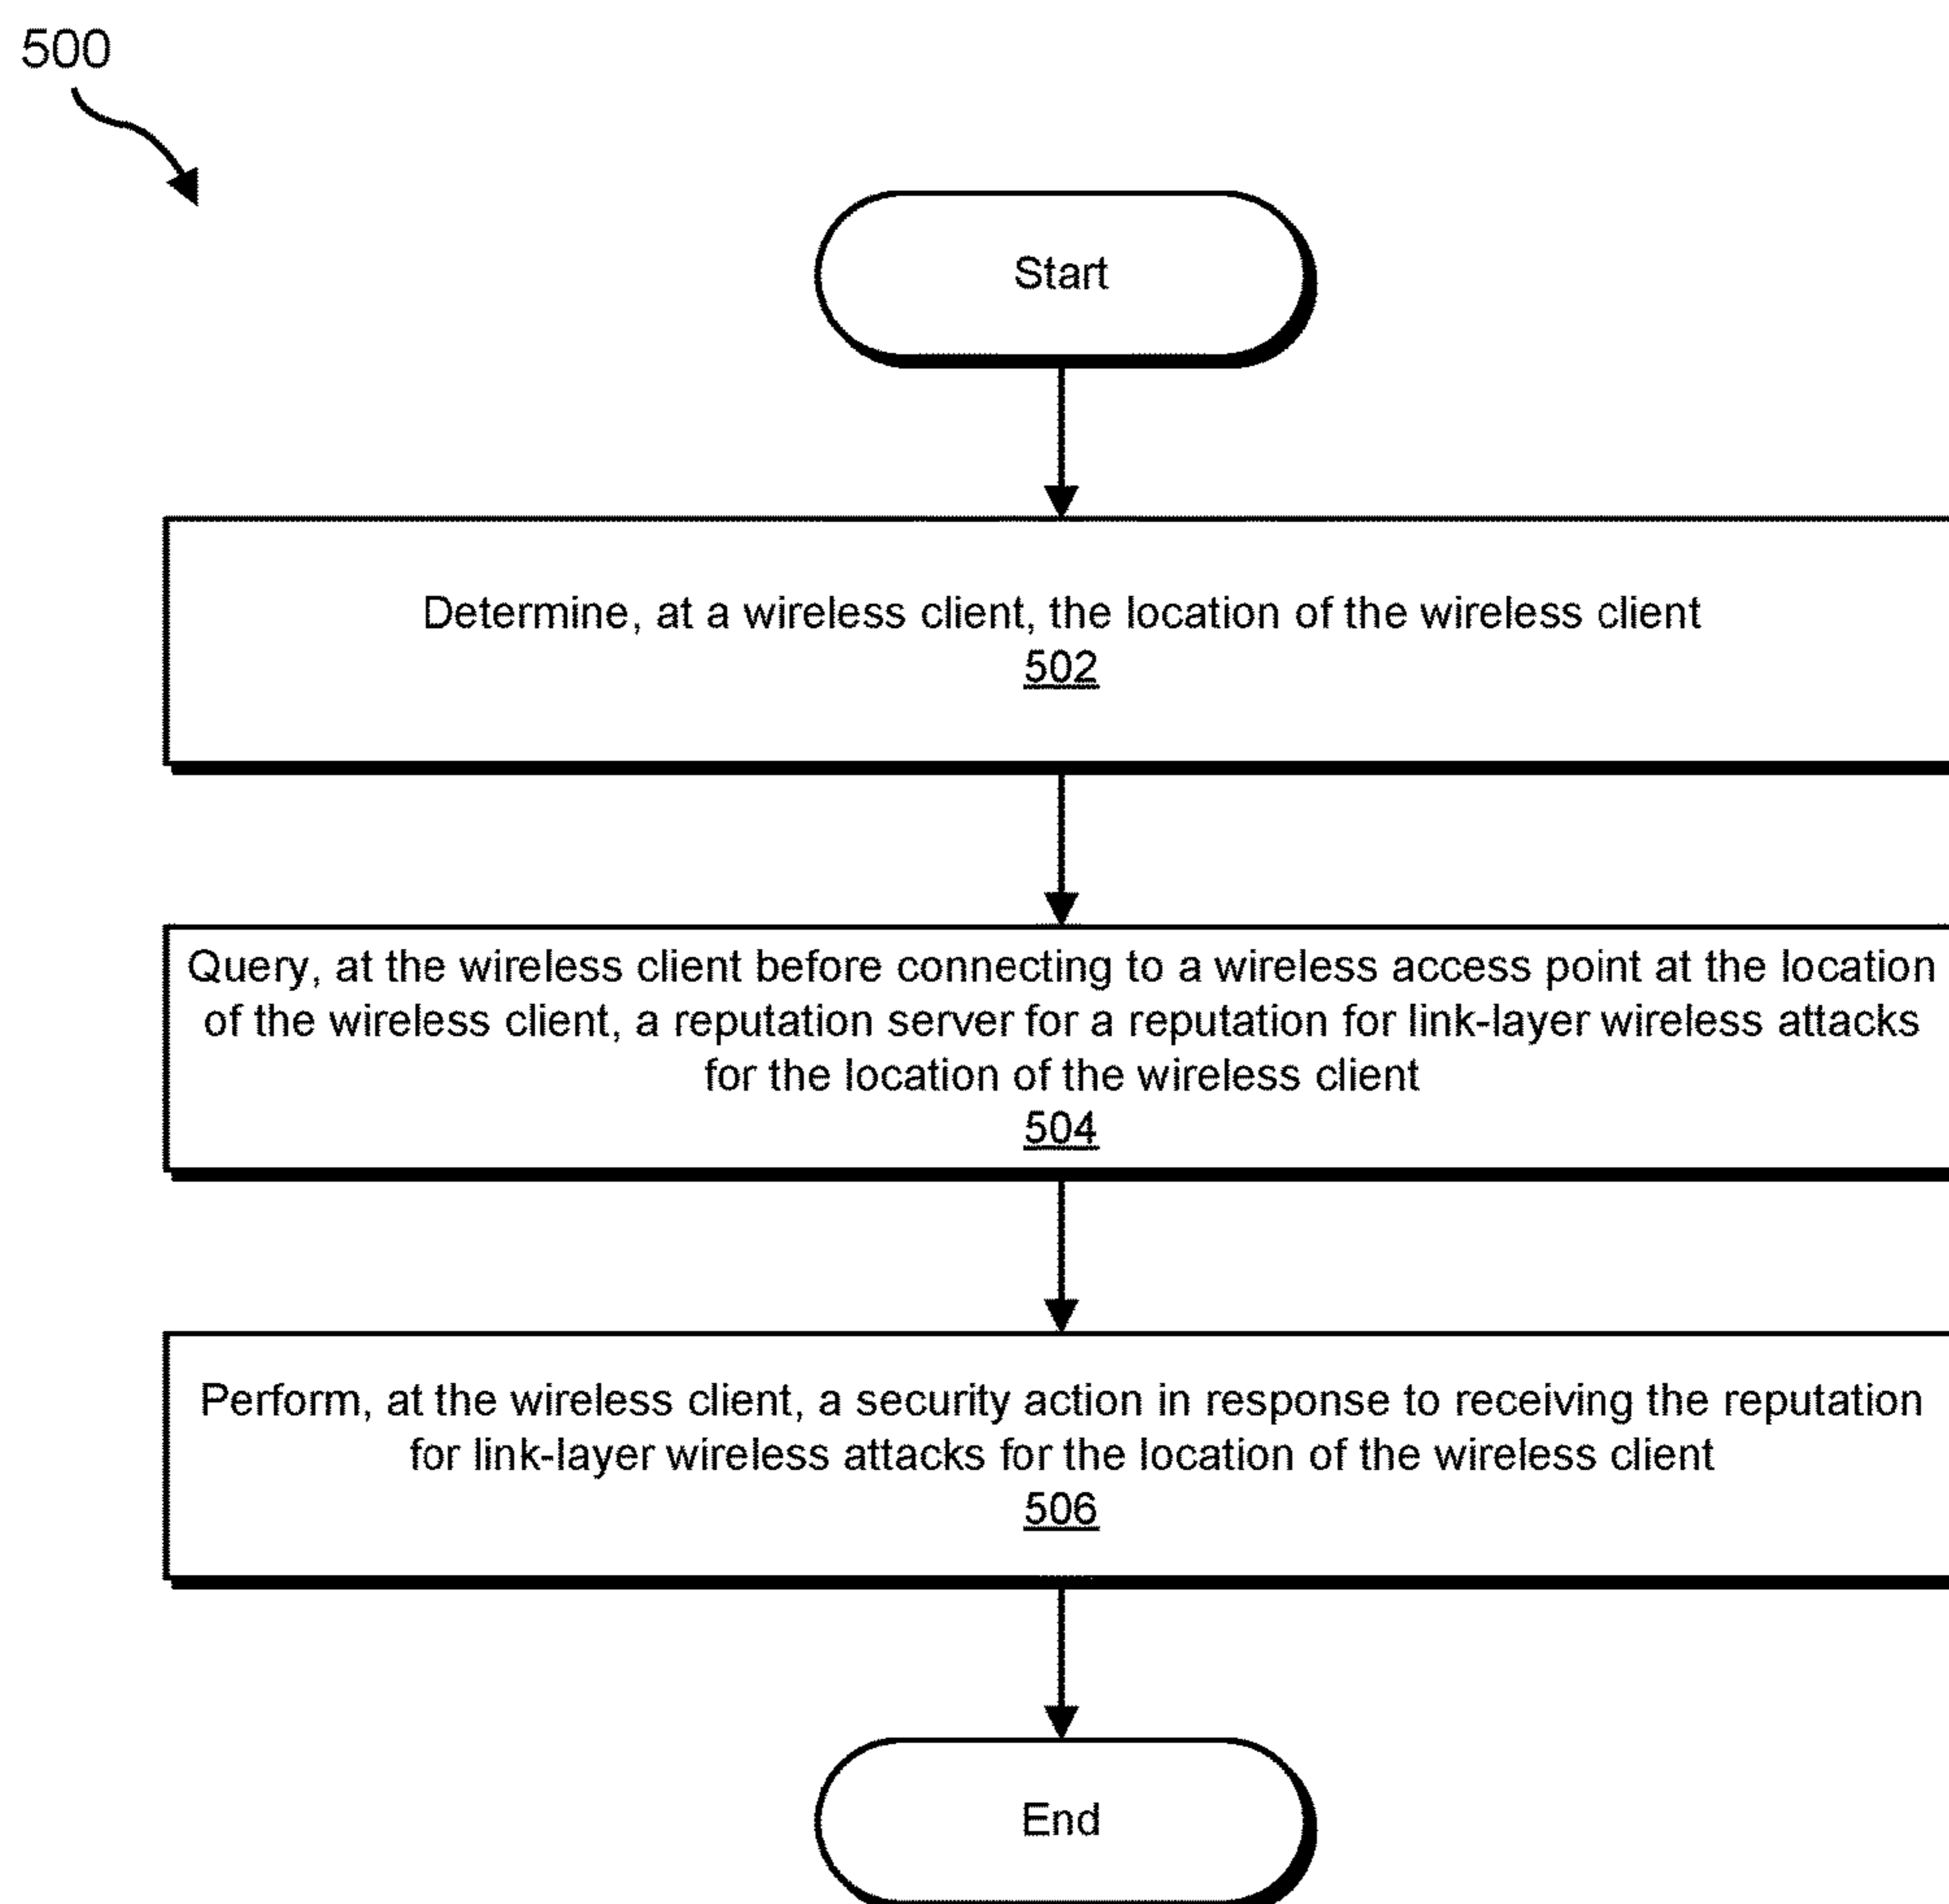 500
Start
Determine, at a wireless client, the location of the wireless client
502
Query, at the wireless client before connecting to a wireless access point at the location
of the wireless client, a reputation server for a reputation for link-layer wireless attacks
for the location of the wireless client
504
Perform, at the wireless client, a security action in response to receiving the reputation
for link-layer wireless attacks for the location of the wireless client
506
End